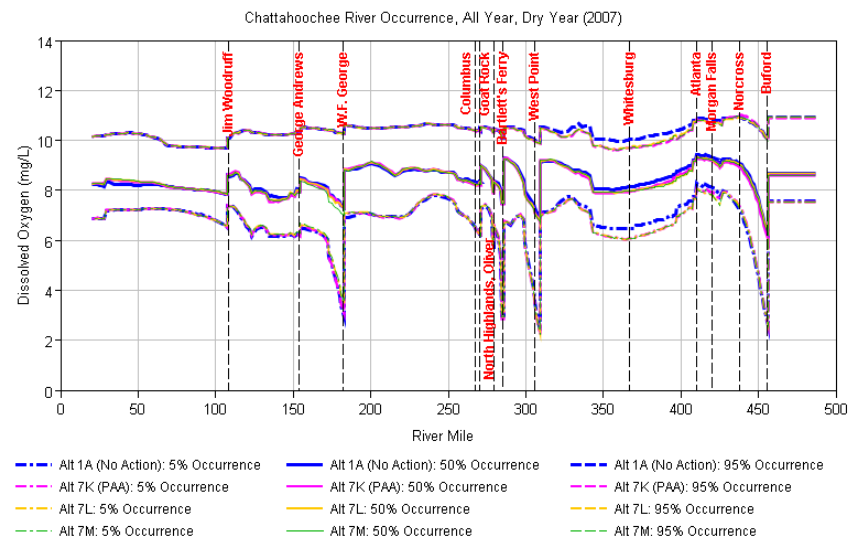 Chattahoochee River Occurrence, All Year, Dry Year (2007)
Dissolved Oxygen (mg/L)
14
12
10
8
6
4
2
0
Jim Woodruff
George Andrews
W.F. George
Columbus
Goat Rock
North Highlands, Oliver
Bartlett's Ferry
West Point
Whitesburg
Atlanta
Morgan Falls
Norcross
Buford
0 50 100 150 200 250 300 350 400 450 500
River Mile
Alt 1A (No Action): 5% Occurrence Alt 1A (No Action): 50% Occurrence Alt 1A (No Action): 95% Occurrence
Alt 7K (PAA): 5% Occurrence Alt 7K (PAA): 50% Occurrence Alt 7K (PAA): 95% Occurrence
Alt 7L: 5% Occurrence Alt 7L: 50% Occurrence Alt 7L: 95% Occurrence
Alt 7M: 5% Occurrence Alt 7M: 50% Occurrence Alt 7M: 95% Occurrence